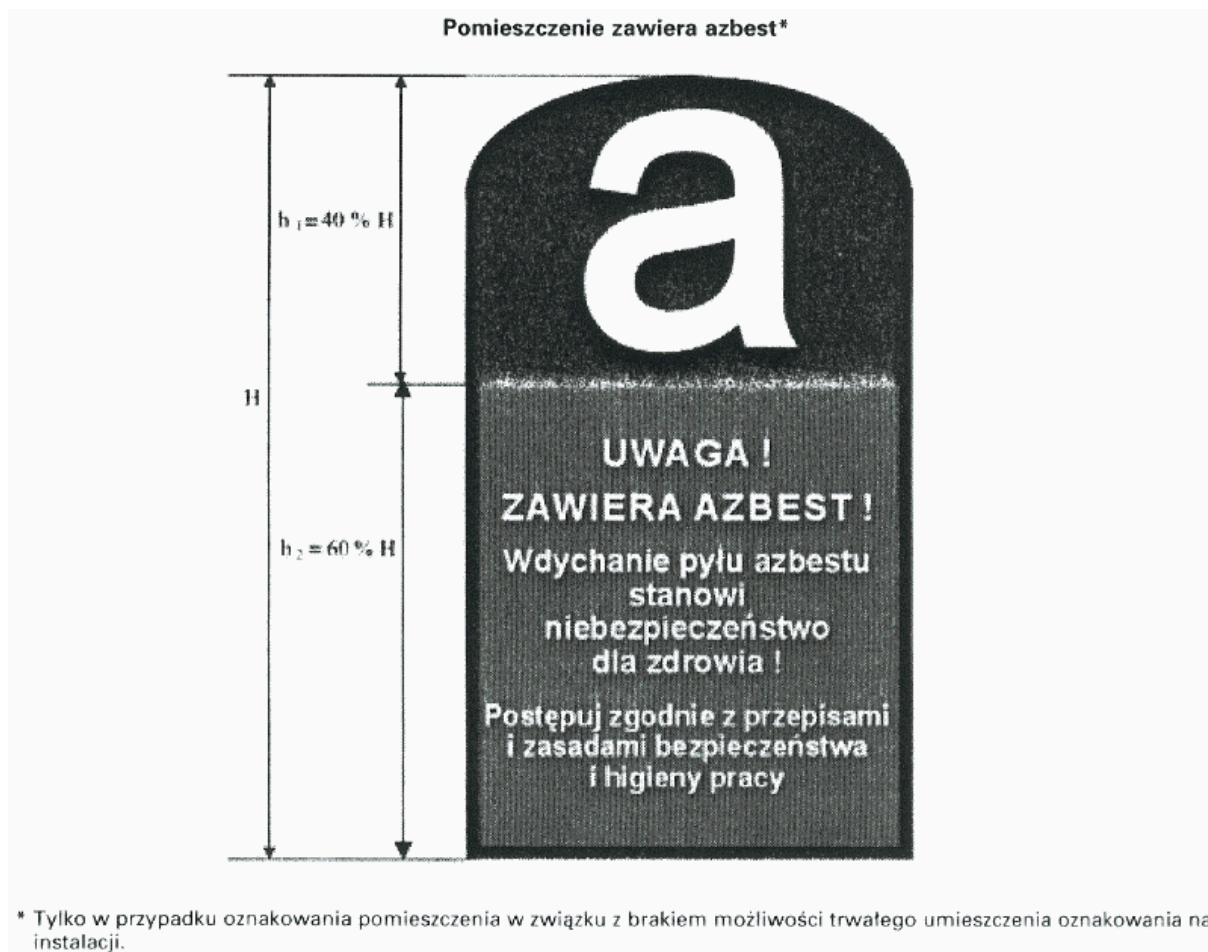 Pomieszczenie zawiera azbest*
a
h₁=40 % H
H
UWAGA !
ZAWIERA AZBEST !
h₂=60 % H
Wdychanie pyłu azbestu
stanowi
niebezpieczeństwo
dla zdrowia !
Postępuj zgodnie z przepisami
i zasadami bezpieczeństwa
i higieny pracy
* Tylko w przypadku oznakowania pomieszczenia w związku z brakiem możliwości trwałego umieszczenia oznakowania na
instalacji.